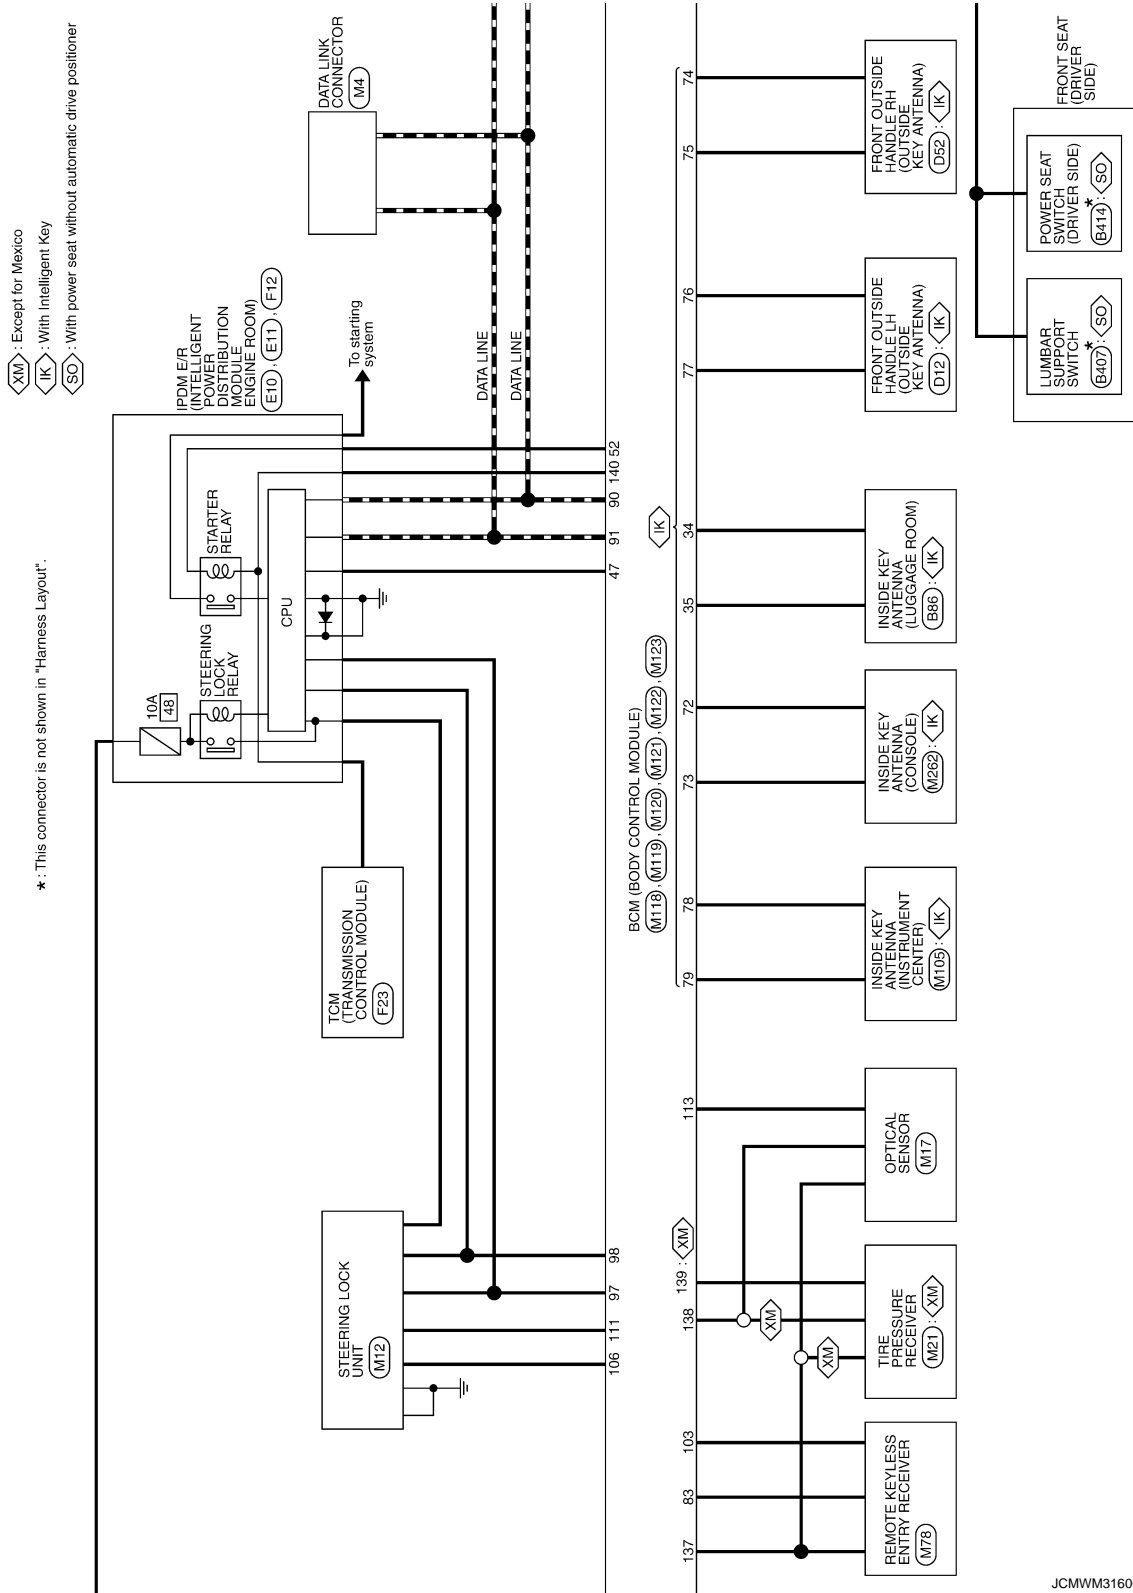 XM : Except for Mexico
IK : With Intelligent Key
SO : With power seat without automatic drive positioner
* : This connector is not shown in "Harness Layout".
IPDM E/R
(INTELLIGENT
POWER
DISTRIBUTION
MODULE
ENGINE ROOM)
E10 , E11 , F12
DATA LINK
CONNECTOR
M4
10A
48
STEERING
LOCK
RELAY
STARTER
RELAY
CPU
To starting
system
TCM
(TRANSMISSION
CONTROL MODULE)
F23
STEERING LOCK
UNIT
M12
DATA LINE
DATA LINE
106
111
97
98
47
91
90
140
52
BCM (BODY CONTROL MODULE)
M118 , M119 , M120 , M121 , M122 , M123
IK
137
83
103
138
139 : XM
113
79
78
73
72
35
34
77
76
75
74
XM
XM
REMOTE KEYLESS
ENTRY RECEIVER
M78
TIRE
PRESSURE
RECEIVER
M21 : XM
OPTICAL
SENSOR
M17
INSIDE KEY
ANTENNA
(INSTRUMENT
CENTER)
M105 : IK
INSIDE KEY
ANTENNA
(CONSOLE)
M262 : IK
INSIDE KEY
ANTENNA
(LUGGAGE ROOM)
B86 : IK
FRONT OUTSIDE
HANDLE LH
(OUTSIDE
KEY ANTENNA)
D12 : IK
FRONT OUTSIDE
HANDLE RH
(OUTSIDE
KEY ANTENNA)
D52 : IK
FRONT SEAT
(DRIVER
SIDE)
LUMBAR
SUPPORT
SWITCH
B407 * : SO
POWER SEAT
SWITCH
(DRIVER SIDE)
B414 * : SO
JCMWM3160